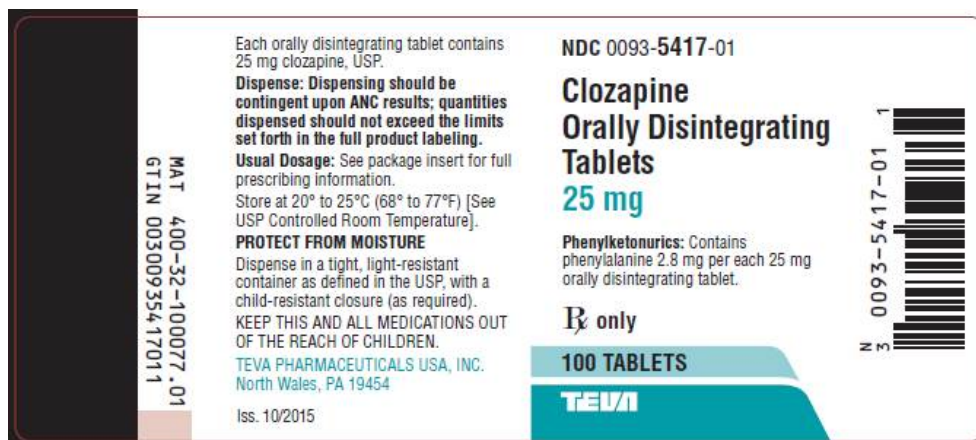 MAT 400-32-100077.01
GTIN 00300935417011
Each orally disintegrating tablet contains
25 mg clozapine, USP.
Dispense: Dispensing should be
contingent upon ANC results; quantities
dispensed should not exceed the limits
set forth in the full product labeling.
Usual Dosage: See package insert for full
prescribing information.
Store at 20° to 25°C (68° to 77°F) [See
USP Controlled Room Temperature].
PROTECT FROM MOISTURE
Dispense in a tight, light-resistant
container as defined in the USP, with a
child-resistant closure (as required).
KEEP THIS AND ALL MEDICATIONS OUT
OF THE REACH OF CHILDREN.
TEVA PHARMACEUTICALS USA, INC.
North Wales, PA 19454
Iss. 10/2015
NDC 0093-5417-01
Clozapine
Orally Disintegrating
Tablets
25 mg
Phenylketonurics: Contains
phenylalanine 2.8 mg per each 25 mg
orally disintegrating tablet.
℞ only
100 TABLETS
TEVA
N
3 0093-5417-01 1